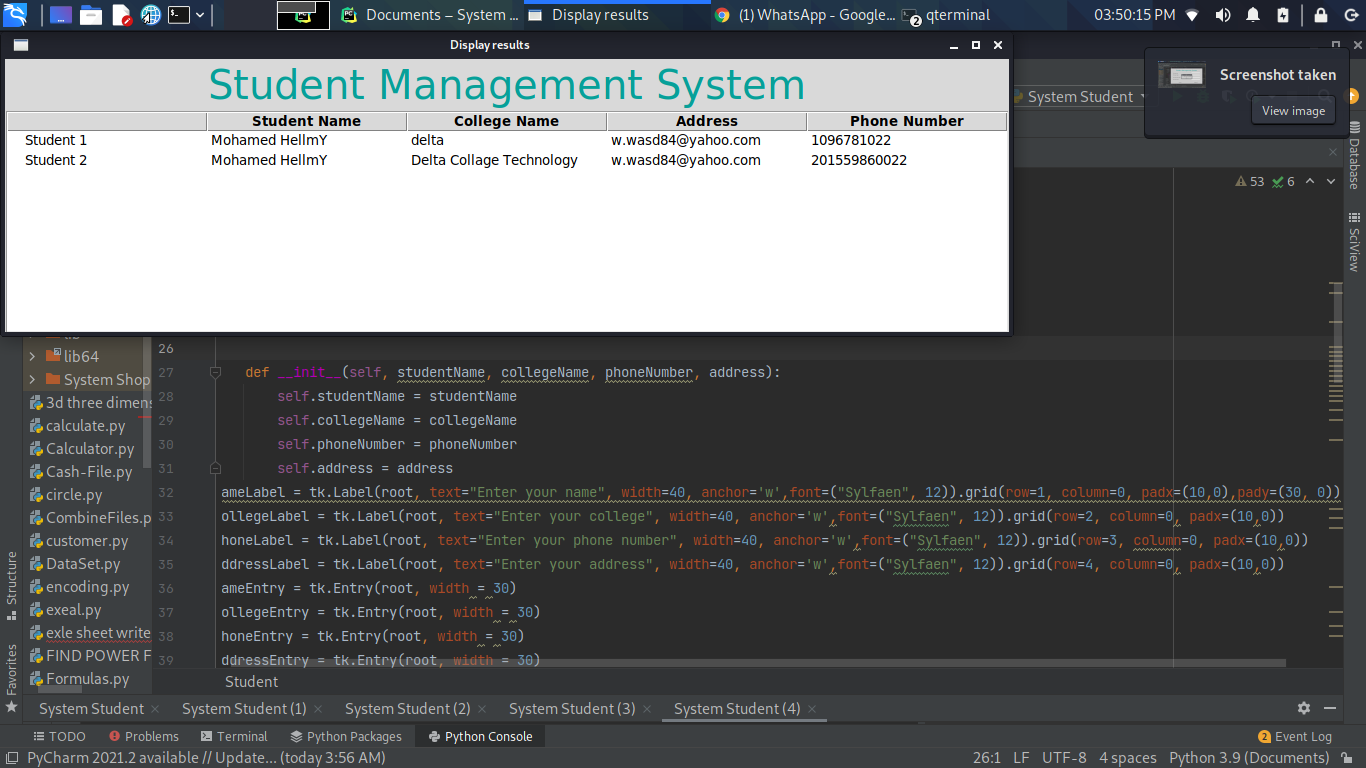 Documents – System ...
Display results
(1) WhatsApp - Google...
2
qterminal
03:50:15 PM
Display results
Student Management System
Student Name College Name Address Phone Number
Student 1 Mohamed HellmY delta w.wasd84@yahoo.com 1096781022
Student 2 Mohamed HellmY Delta Collage Technology w.wasd84@yahoo.com 201559860022
Screenshot taken
View image
System Student
53 6
Database
SciView
lib64
System Shop
3d three dimens
calculate.py
Calculator.py
Cash-File.py
circle.py
CombineFiles.p
customer.py
DataSet.py
encoding.py
exeal.py
exle sheet write
FIND POWER F
Formulas.py
Structure
Favorites
26
27 def __init__(self, studentName, collegeName, phoneNumber, address):
28 self.studentName = studentName
29 self.collegeName = collegeName
30 self.phoneNumber = phoneNumber
31 self.address = address
32 ameLabel = tk.Label(root, text="Enter your name", width=40, anchor='w',font=("Sylfaen", 12)).grid(row=1, column=0, padx=(10,0),pady=(30, 0))
33 ollegeLabel = tk.Label(root, text="Enter your college", width=40, anchor='w',font=("Sylfaen", 12)).grid(row=2, column=0, padx=(10,0))
34 honeLabel = tk.Label(root, text="Enter your phone number", width=40, anchor='w',font=("Sylfaen", 12)).grid(row=3, column=0, padx=(10,0))
35 ddressLabel = tk.Label(root, text="Enter your address", width=40, anchor='w',font=("Sylfaen", 12)).grid(row=4, column=0, padx=(10,0))
36 ameEntry = tk.Entry(root, width = 30)
37 ollegeEntry = tk.Entry(root, width = 30)
38 honeEntry = tk.Entry(root, width = 30)
39 ddressEntry = tk.Entry(root, width = 30)
Student
System Student System Student (1) System Student (2) System Student (3) System Student (4)
TODO Problems Terminal Python Packages Python Console 2 Event Log
PyCharm 2021.2 available // Update... (today 3:56 AM) 26:1 LF UTF-8 4 spaces Python 3.9 (Documents)